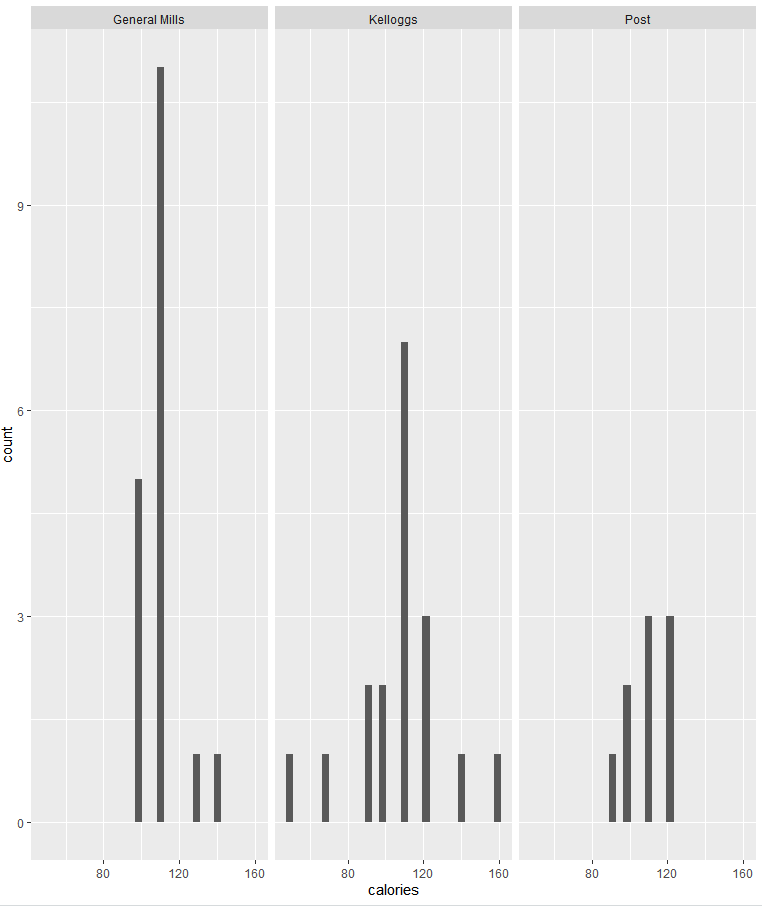 General Mills
Kelloggs
Post
count
9
6
3
0
80 120 160
80 120 160
80 120 160
calories